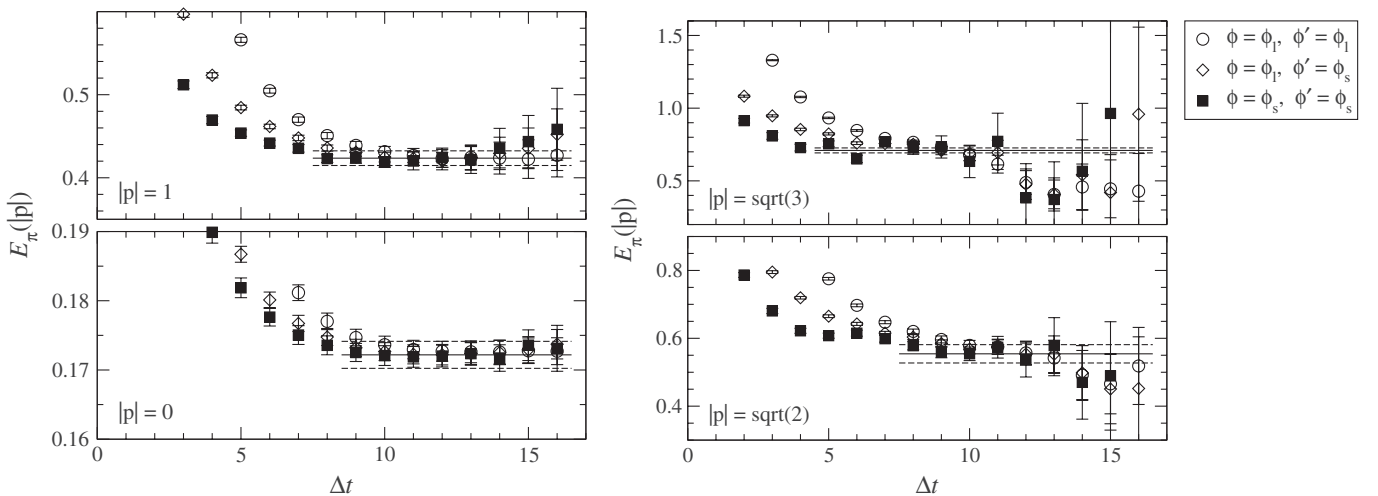 0.5
0.4
|p| = 1
E_π(|p|)
0.19
0.18
0.17
0.16
|p| = 0
0 5 10 15
Δt
1.5
1.0
0.5
|p| = sqrt(3)
E_π(|p|)
0.8
0.6
0.4
|p| = sqrt(2)
0 5 10 15
Δt
ϕ = ϕ_l, ϕ′ = ϕ_l
ϕ = ϕ_l, ϕ′ = ϕ_s
ϕ = ϕ_s, ϕ′ = ϕ_s